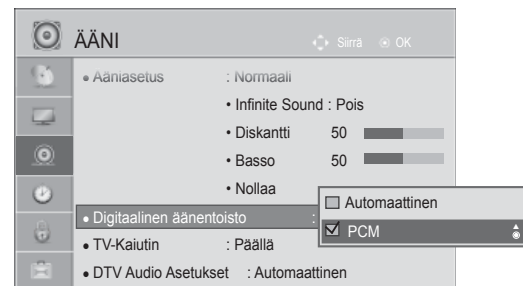 ÄÄNI Siirrä OK
• Ääniasetus : Normaali
• Infinite Sound : Pois
• Diskantti 50
• Basso 50
• Nollaa
• Digitaalinen äänentoisto :
Automaattinen
PCM
• TV-Kaiutin : Päällä
• DTV Audio Asetukset : Automaattinen